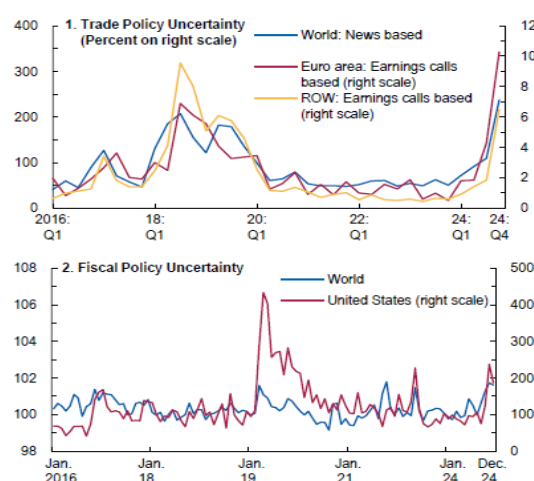 1. Trade Policy Uncertainty
(Percent on right scale)
World: News based
Euro area: Earnings calls
based (right scale)
ROW: Earnings calls based
(right scale)
400
300
200
100
0
12
10
8
6
4
2
0
2016: 18: 20: 22: 24: 24:
Q1 Q1 Q1 Q1 Q1 Q4
2. Fiscal Policy Uncertainty
World
United States (right scale)
108
106
104
102
100
98
500
400
300
200
100
0
Jan. Jan. Jan. Jan. Jan. Dec.
2016 18 19 21 24 24